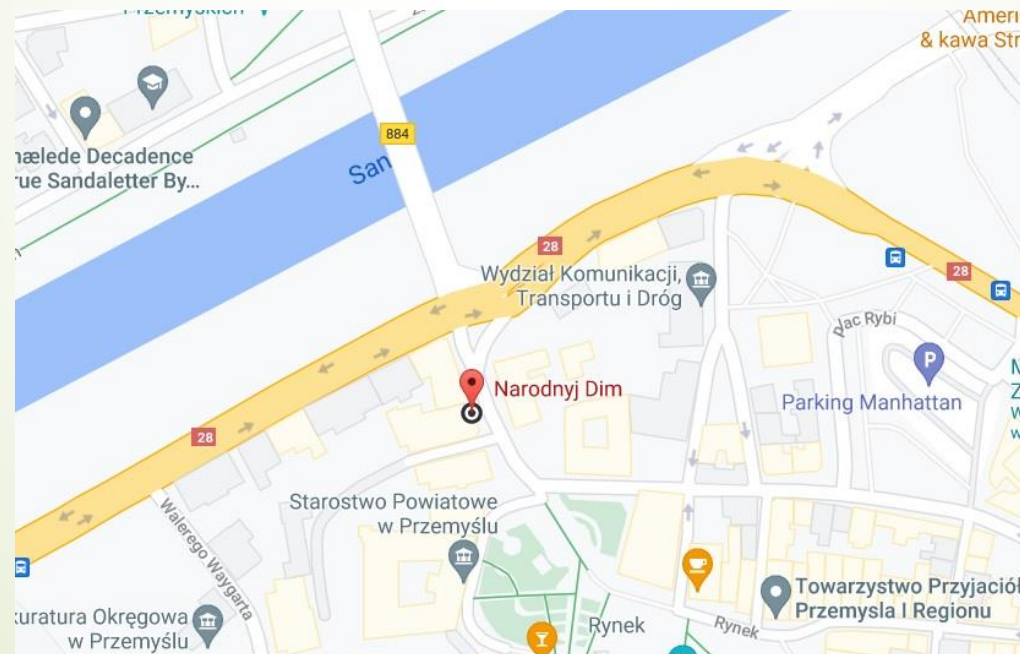 Przemyskich
Ameri
& kawa Str
884
nælede Decadence
rue Sandaletter By...
San
28
Wydział Komunikacji,
Transportu i Dróg
28
plac Rybi
P
Narodnyj Dim
Parking Manhattan
28
Starostwo Powiatowe
w Przemyślu
Walerego Waygarta
Towarzystwo Przyjaciół
Przemysla I Regionu
kuratura Okręgowa
w Przemyślu
Rynek
Rynek